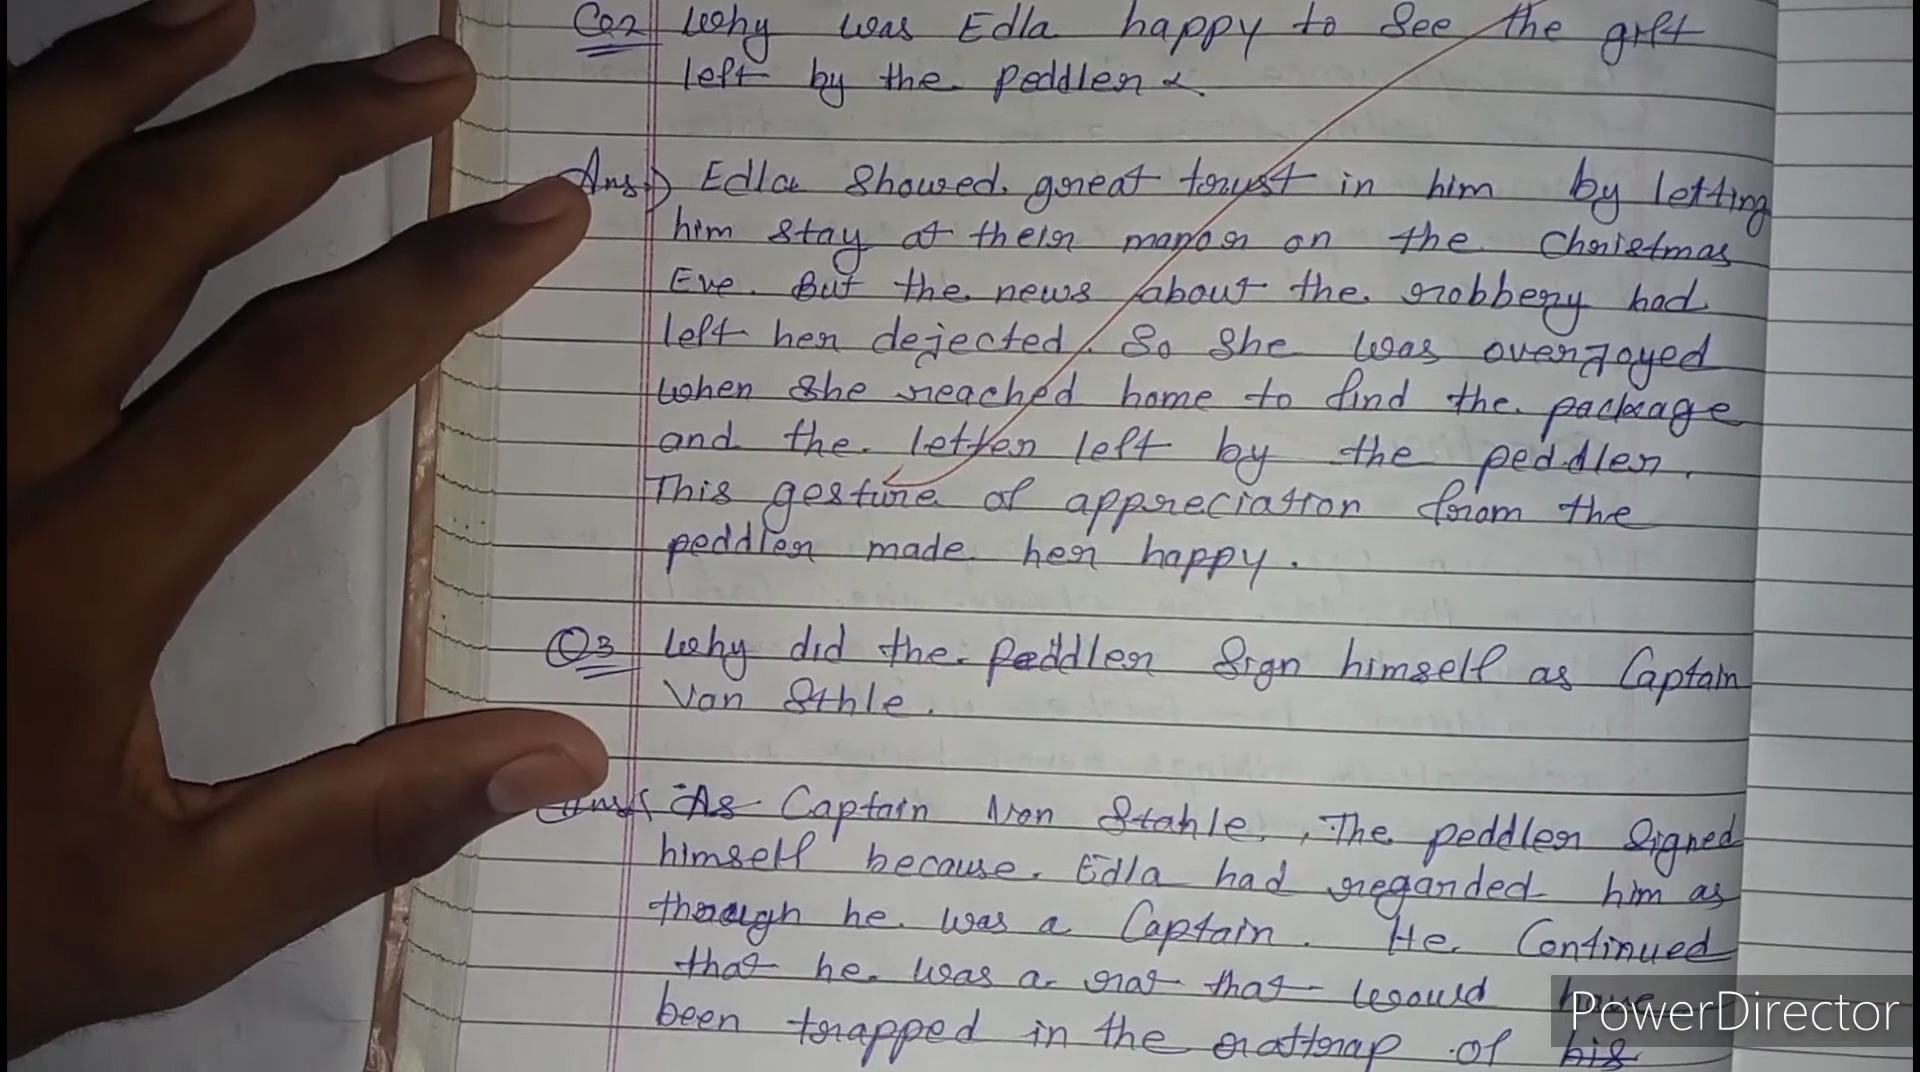 Q2 Why was Edla happy to see the gift
left by the peddler
Ans) Edla showed great trust in him by letting
him stay at their manor on the Christmas
Eve. But the news about the robbery had
left her dejected. So she was overjoyed
when she reached home to find the package
and the letter left by the peddler.
This gesture of appreciation from the
peddler made her happy.
Q3 Why did the peddler sign himself as Captain
Von Sthle.
Ans As Captain Von Stahle, The peddler signed
himself because Edla had regarded him as
though he was a Captain. He Continued
that he was a rat that would have
been trapped in the rattrap of his
PowerDirector